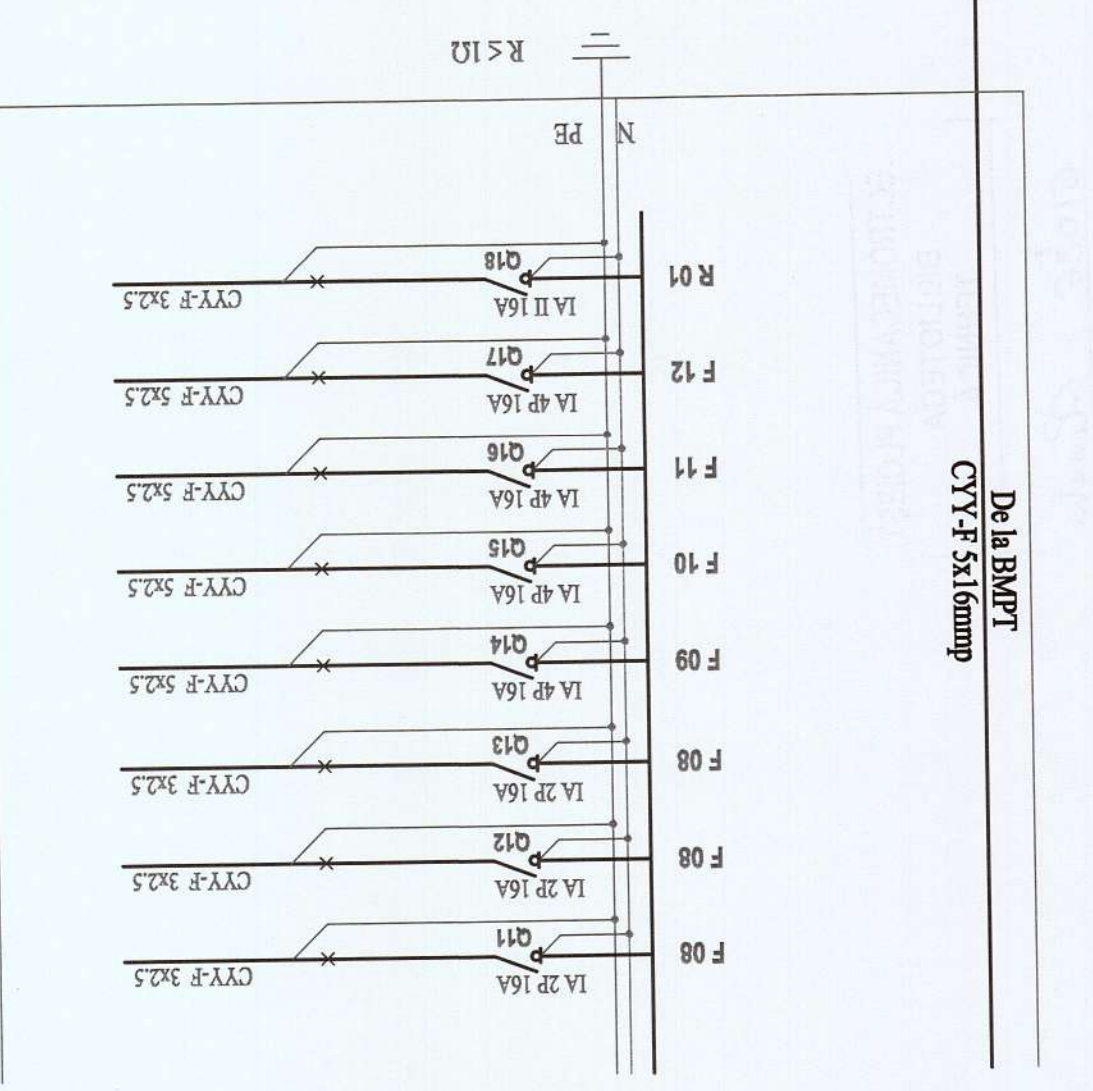 De la BMPT
CYY-F 5x16mmp
IA 2P 16A
CYY-F 3x2.5
F 08
Q11
IA 2P 16A
CYY-F 3x2.5
F 08
Q12
IA 2P 16A
CYY-F 3x2.5
F 08
Q13
IA 4P 16A
CYY-F 5x2.5
F 09
Q14
IA 4P 16A
CYY-F 5x2.5
F 10
Q15
IA 4P 16A
CYY-F 5x2.5
F 11
Q16
IA 4P 16A
CYY-F 5x2.5
F 12
Q17
IA II 16A
CYY-F 3x2.5
R 01
Q18
N PE
R≤1Ω